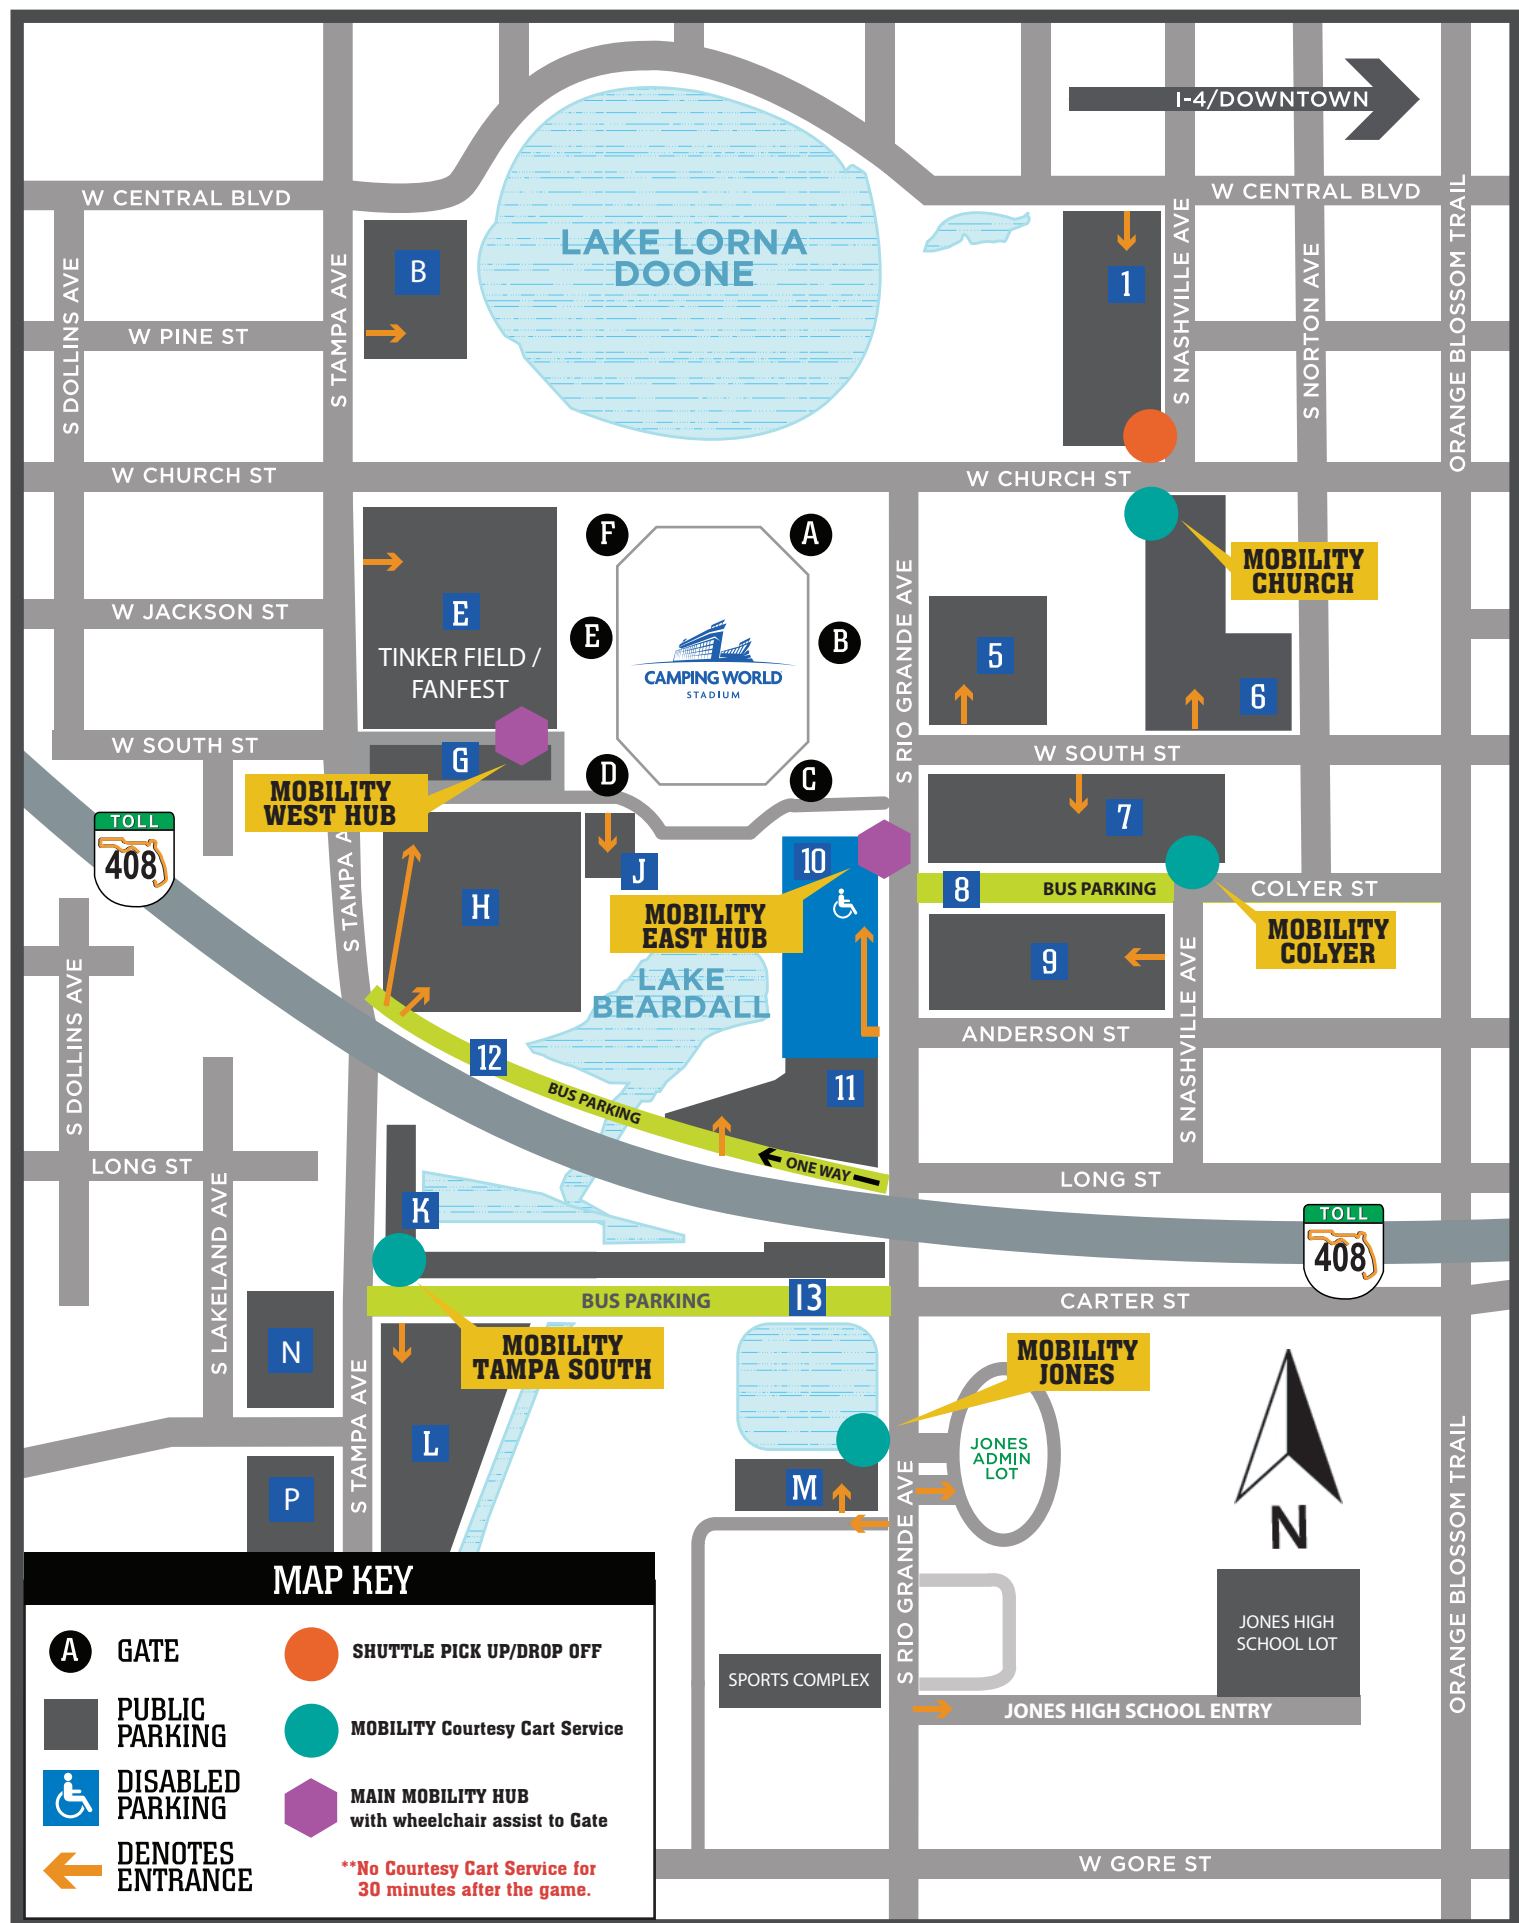 I-4/DOWNTOWN
W CENTRAL BLVD
W CENTRAL BLVD
S DOLLINS AVE
S TAMPA AVE
S NASHVILLE AVE
S NORTON AVE
ORANGE BLOSSOM TRAIL
B
LAKE LORNA
DOONE
1
W PINE ST
W CHURCH ST
W CHURCH ST
F
A
E
TINKER FIELD /
FANFEST
E
B
CAMPING WORLD
STADIUM
S RIO GRANDE AVE
MOBILITY
CHURCH
W JACKSON ST
5
6
W SOUTH ST
W SOUTH ST
G
D
C
MOBILITY
WEST HUB
TOLL
408
S TAMPA A
H
J
10
7
8
BUS PARKING
COLYER ST
MOBILITY
EAST HUB
MOBILITY
COLYER
9
LAKE
BEARDALL
S DOLLINS AVE
ANDERSON ST
S NASHVILLE AVE
12
BUS PARKING
11
ONE WAY
LONG ST
LONG ST
K
S LAKELAND AVE
TOLL
408
BUS PARKING
13
CARTER ST
N
MOBILITY
TAMPA SOUTH
MOBILITY
JONES
S TAMPA AVE
L
JONES
ADMIN
LOT
P
M
S RIO GRANDE AVE
N
ORANGE BLOSSOM TRAIL
JONES HIGH
SCHOOL LOT
SPORTS COMPLEX
JONES HIGH SCHOOL ENTRY
W GORE ST
MAP KEY
A
GATE
PUBLIC
PARKING
DISABLED
PARKING
DENOTES
ENTRANCE
SHUTTLE PICK UP/DROP OFF
MOBILITY Courtesy Cart Service
MAIN MOBILITY HUB
with wheelchair assist to Gate
**No Courtesy Cart Service for
30 minutes after the game.